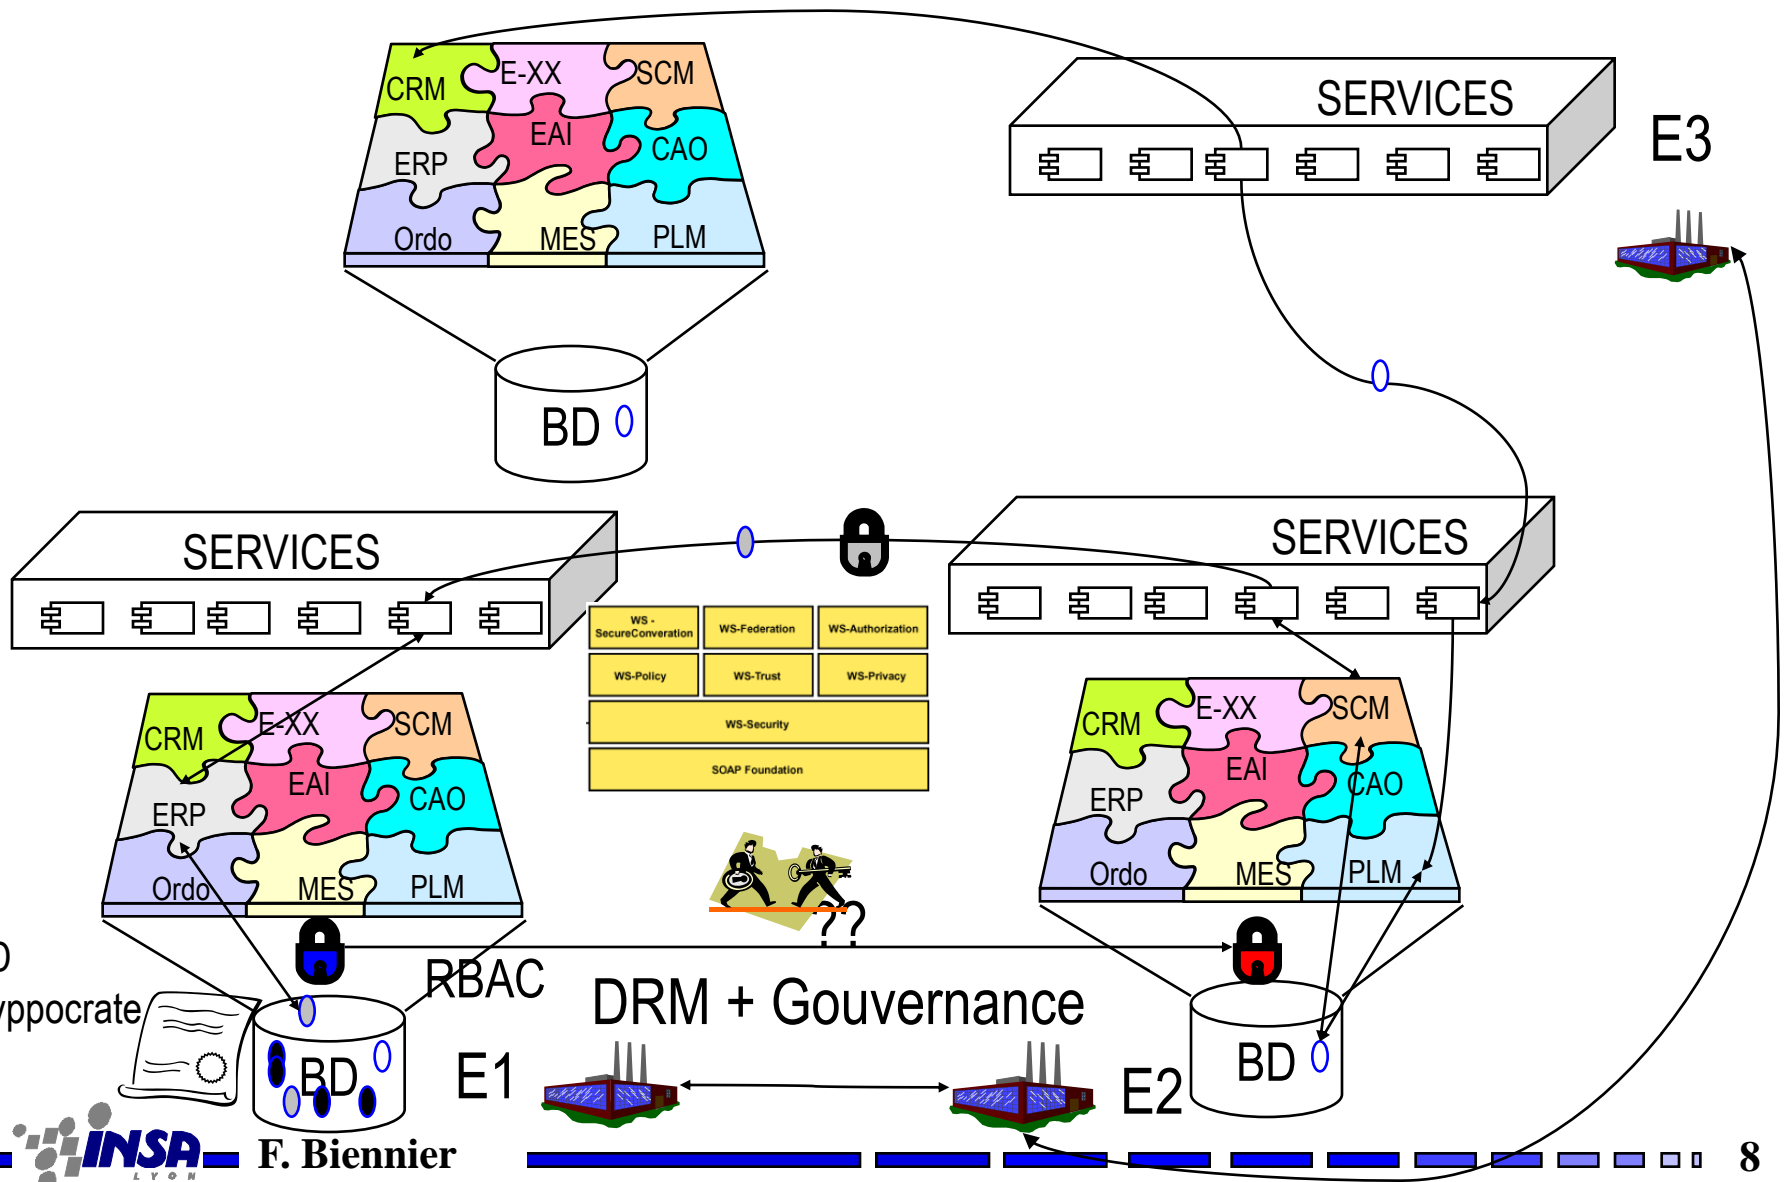 CRM
E-XX
SCM
EAI
ERP
CAO
Ordo
MES
PLM
BD
SERVICES
E3
SERVICES
SERVICES
WS -
SecureConveration
WS-Federation
WS-Authorization
WS-Policy
WS-Trust
WS-Privacy
WS-Security
SOAP Foundation
CRM
E-XX
SCM
EAI
ERP
CAO
Ordo
MES
PLM
CRM
E-XX
SCM
EAI
ERP
CAO
Ordo
MES
PLM
??
RBAC
DRM + Gouvernance
yppocrate
BD
E1
E2
BD
INSA
LYON
F. Biennier
8